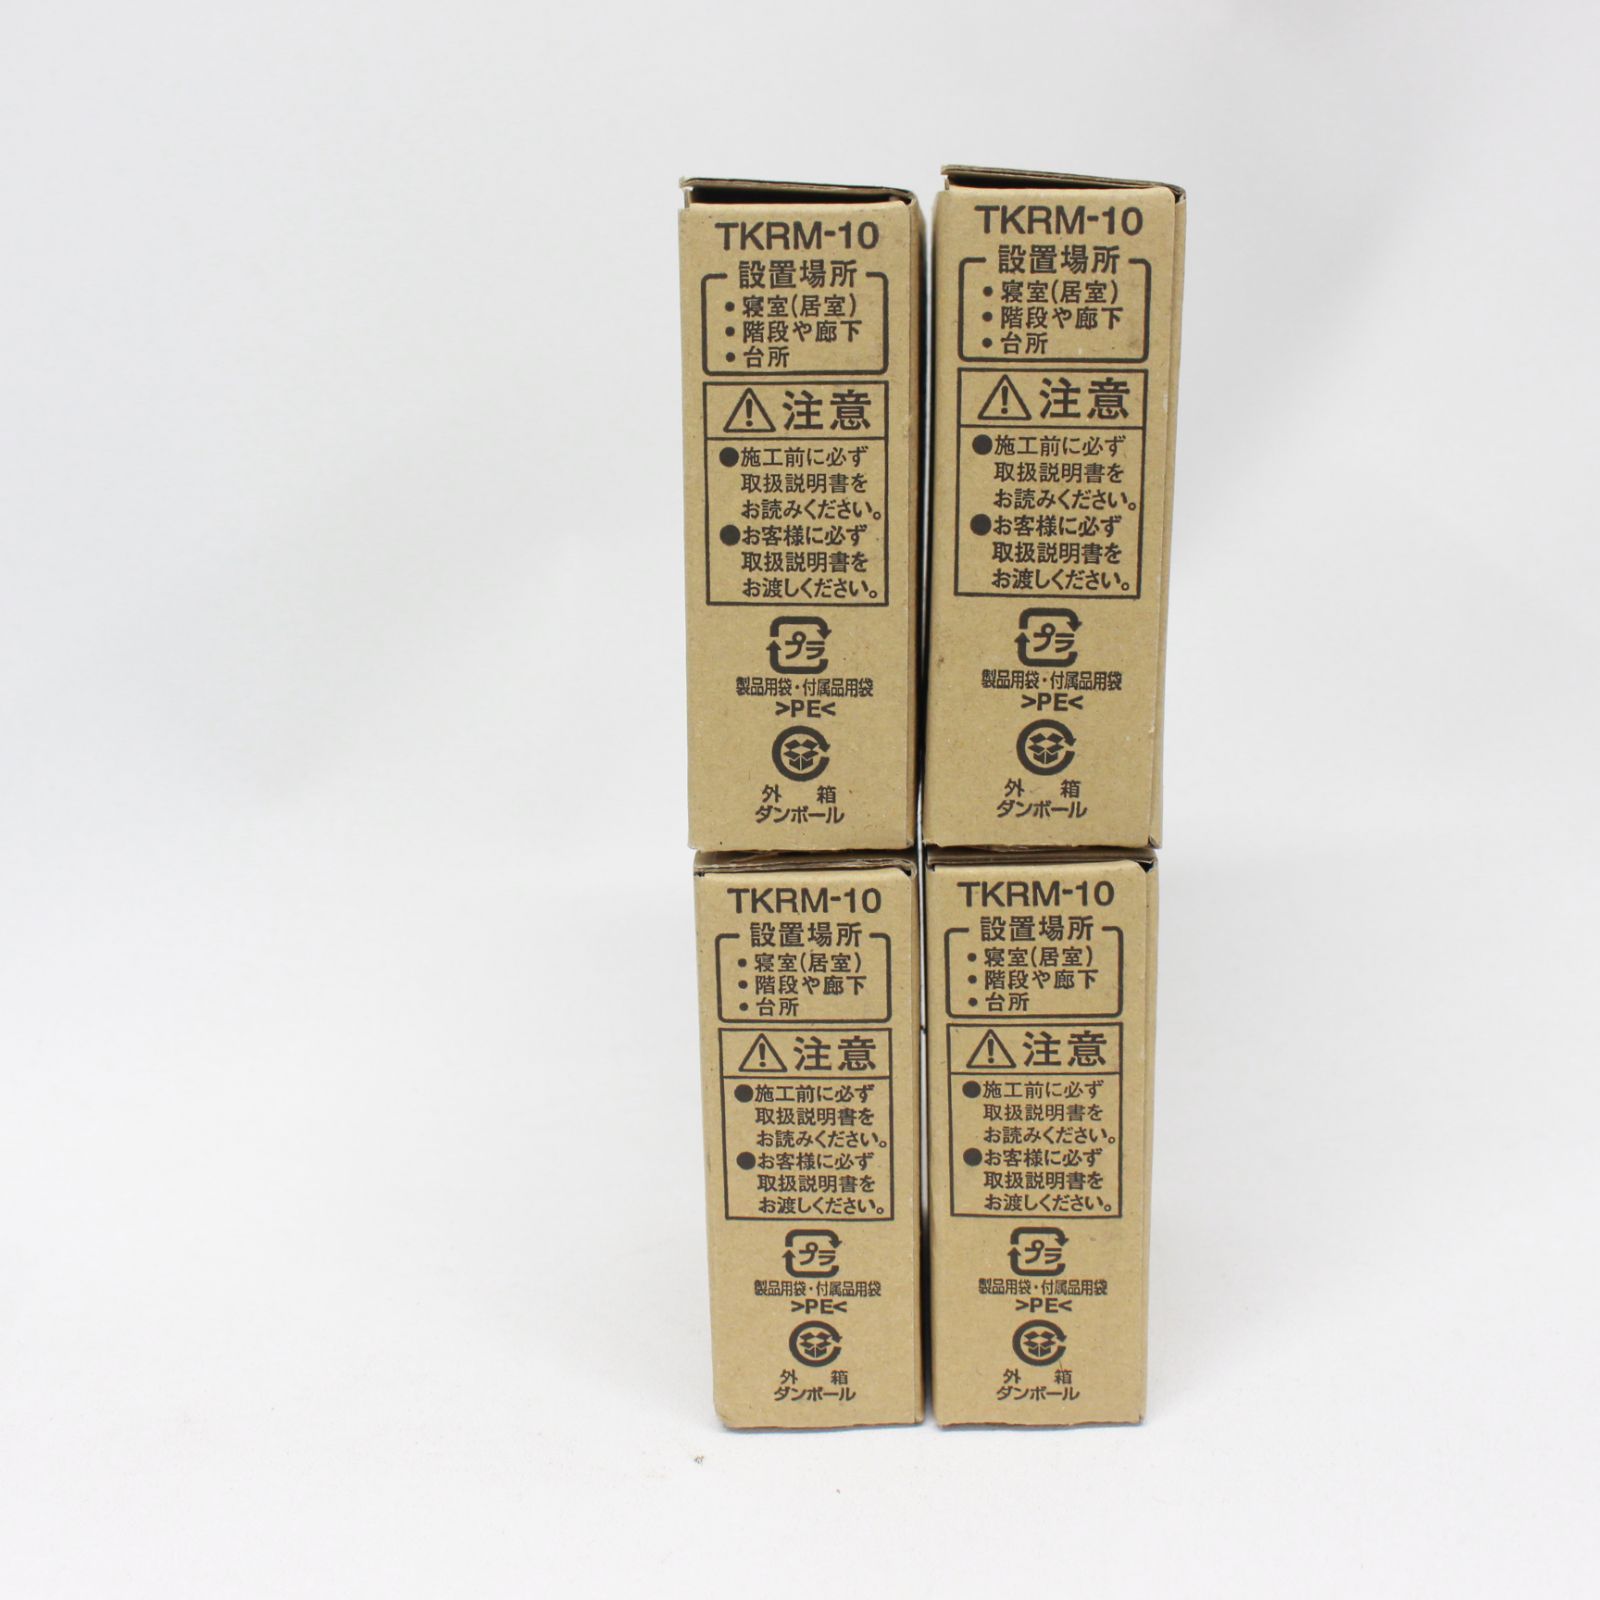 TKRM-10
設置場所
・寝室(居室)
・階段や廊下
・台所
注意
●施工前に必ず
取扱説明書を
お読みください。
●お客様に必ず
取扱説明書を
お渡しください。
プラ
製品用袋・付属品用袋
>PE<
外 箱
ダンボール
TKRM-10
設置場所
・寝室(居室)
・階段や廊下
・台所
注意
●施工前に必ず
取扱説明書を
お読みください。
●お客様に必ず
取扱説明書を
お渡しください。
プラ
製品用袋・付属品用袋
>PE<
外 箱
ダンボール
TKRM-10
設置場所
・寝室(居室)
・階段や廊下
・台所
注意
●施工前に必ず
取扱説明書を
お読みください。
●お客様に必ず
取扱説明書を
お渡しください。
プラ
製品用袋・付属品用袋
>PE<
外 箱
ダンボール
TKRM-10
設置場所
・寝室(居室)
・階段や廊下
・台所
注意
●施工前に必ず
取扱説明書を
お読みください。
●お客様に必ず
取扱説明書を
お渡しください。
プラ
製品用袋・付属品用袋
>PE<
外 箱
ダンボール